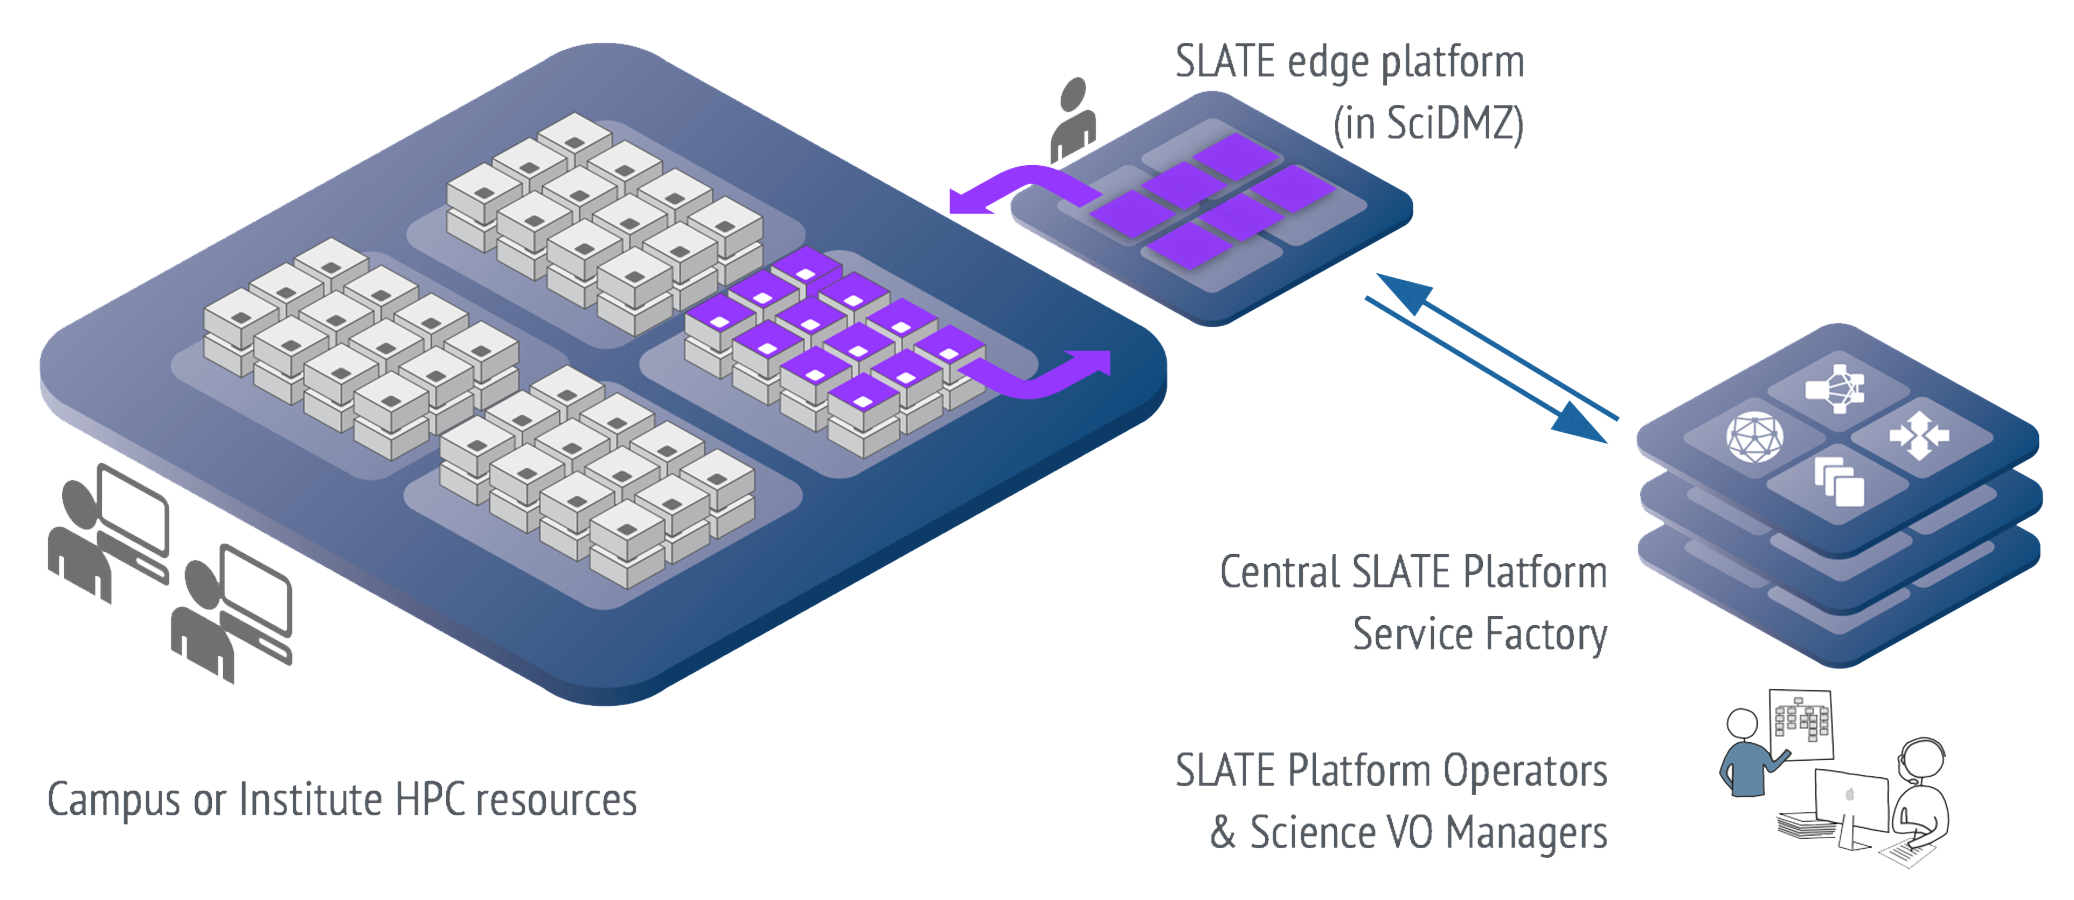 SLATE edge platform
(in SciDMZ)
Central SLATE Platform
Service Factory
Campus or Institute HPC resources
SLATE Platform Operators
& Science VO Managers